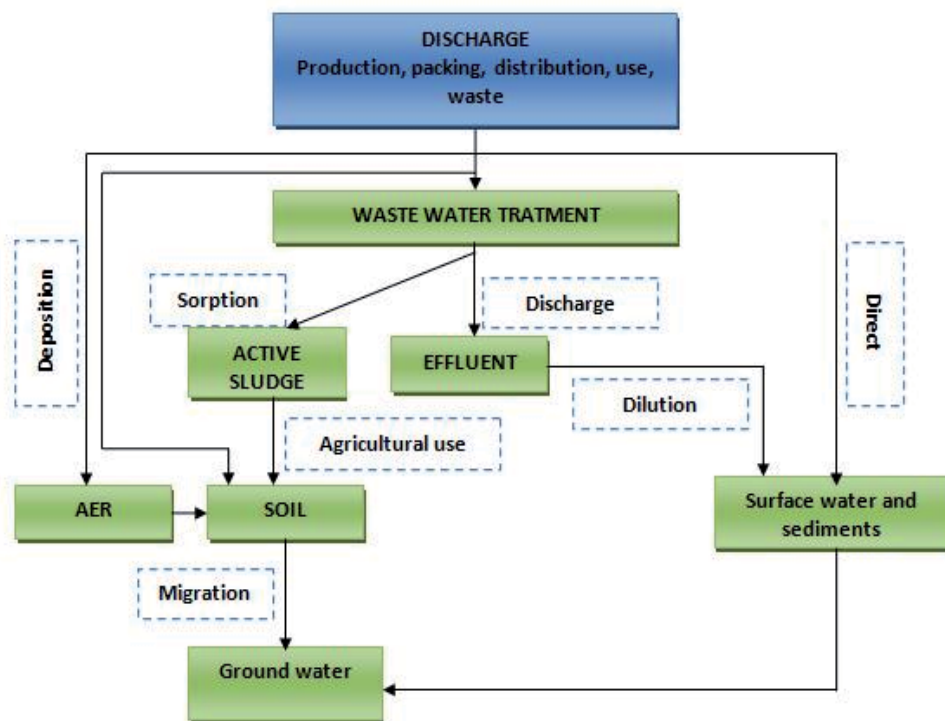 DISCHARGE
Production, packing, distribution, use,
waste
WASTE WATER TRATMENT
Deposition
Sorption
Discharge
Direct
ACTIVE
SLUDGE
EFFLUENT
Dilution
Agricultural use
AER
SOIL
Surface water and
sediments
Migration
Ground water